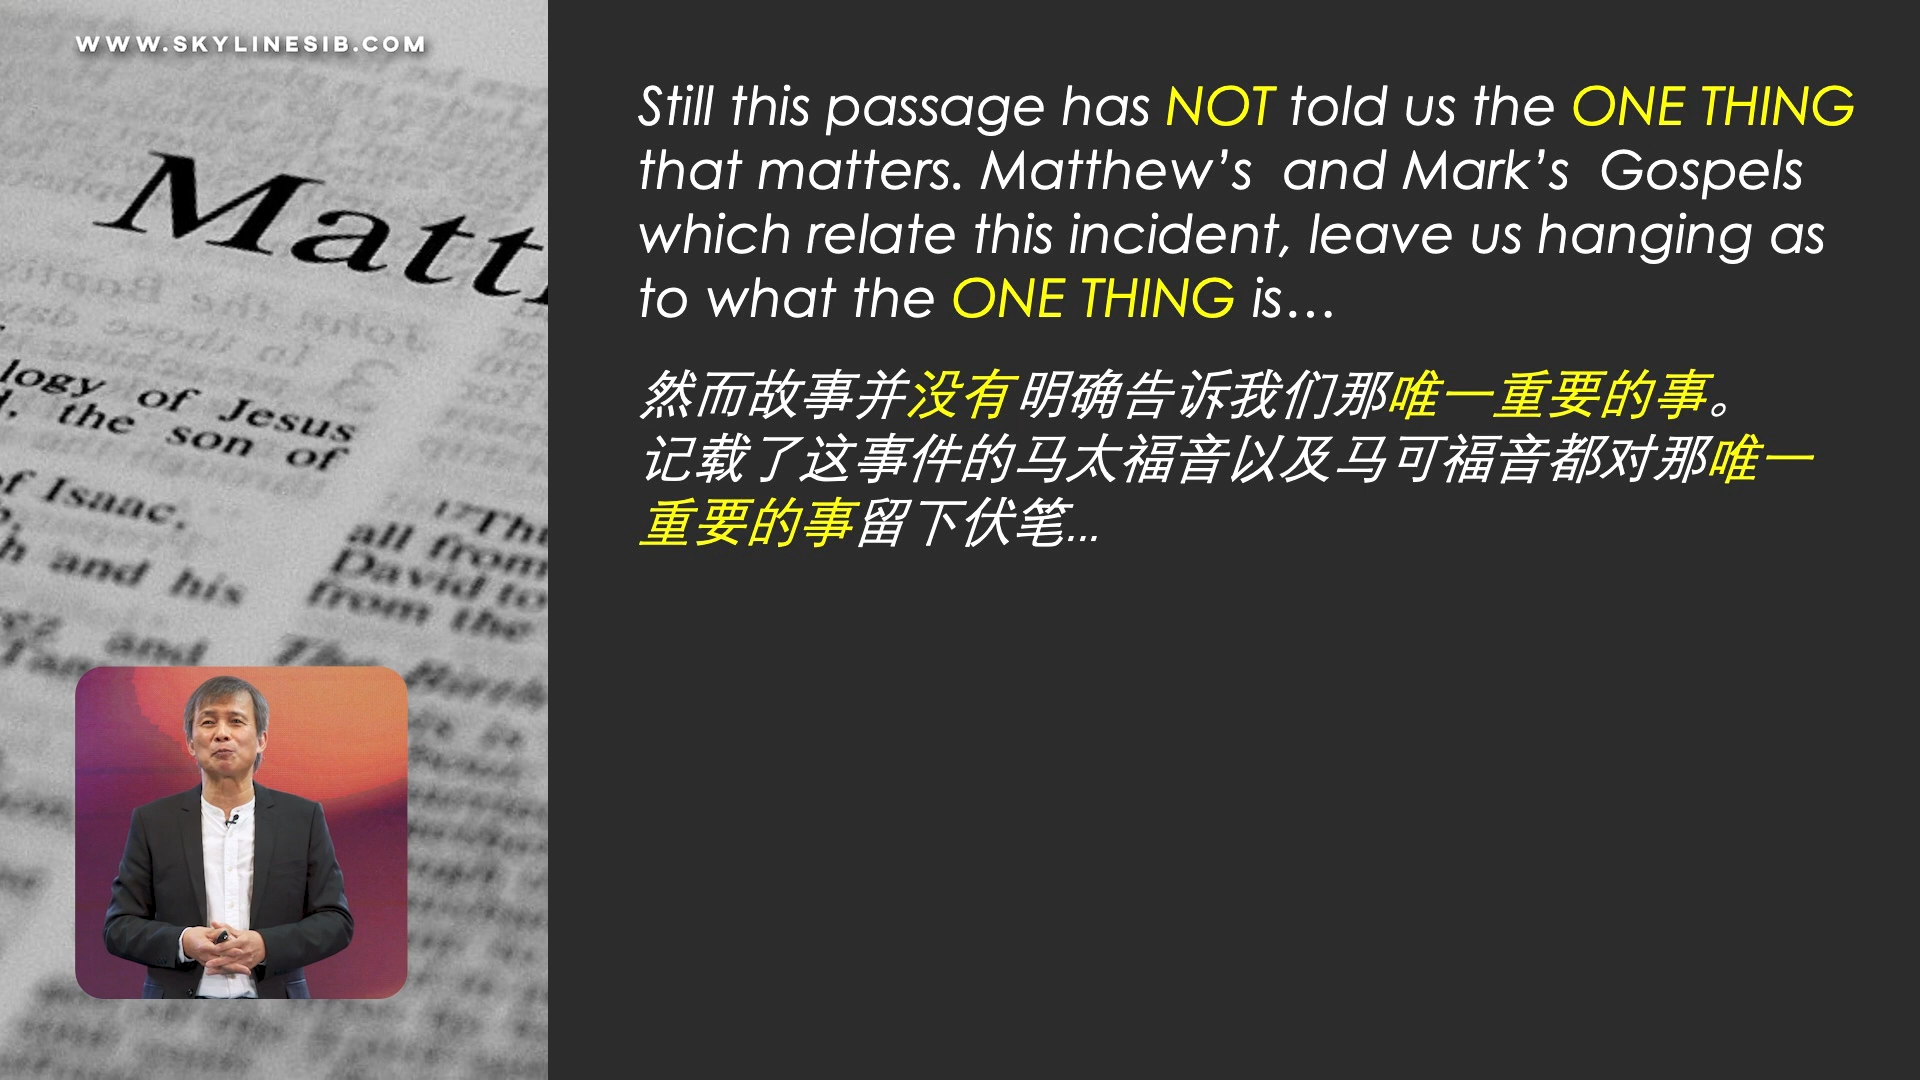 WWW.SKYLINESIB.COM
Matt
logy of Jesus
the son of
of Isaac,
and his
and
17Thi
all from
David to
from the
The Birth
Still this passage has NOT told us the ONE THING
that matters. Matthew’s  and Mark’s  Gospels
which relate this incident, leave us hanging as
to what the ONE THING is…
然而故事并没有明确告诉我们那唯一重要的事。
记载了这事件的马太福音以及马可福音都对那唯一
重要的事留下伏笔...